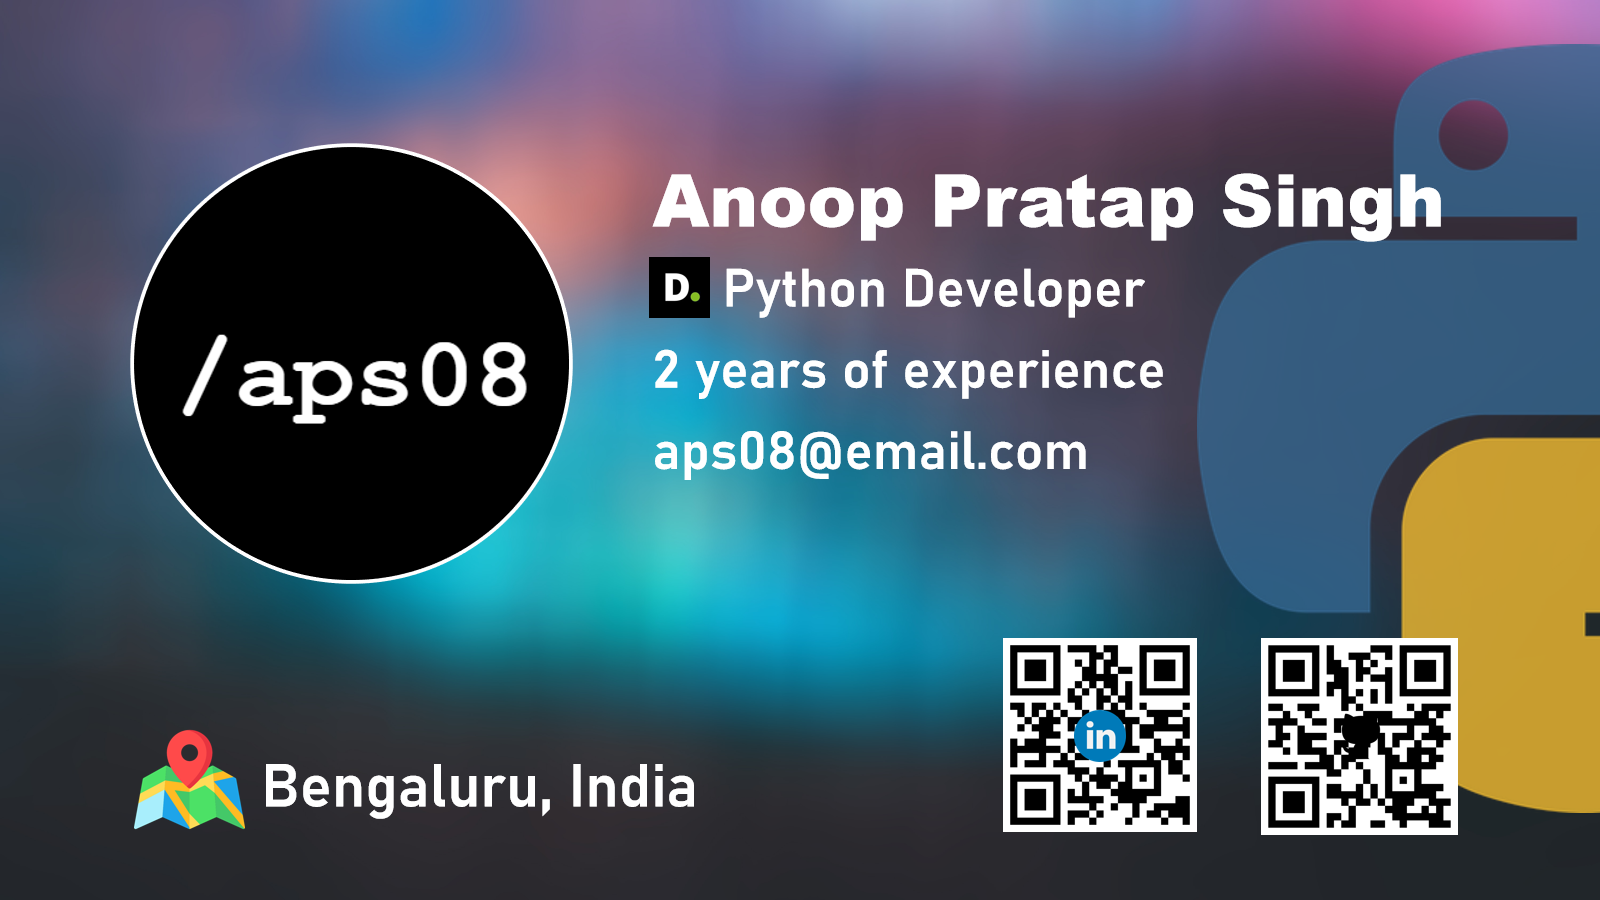 /aps08
Anoop Pratap Singh
D. Python Developer
2 years of experience
aps08@email.com
Bengaluru, India
in